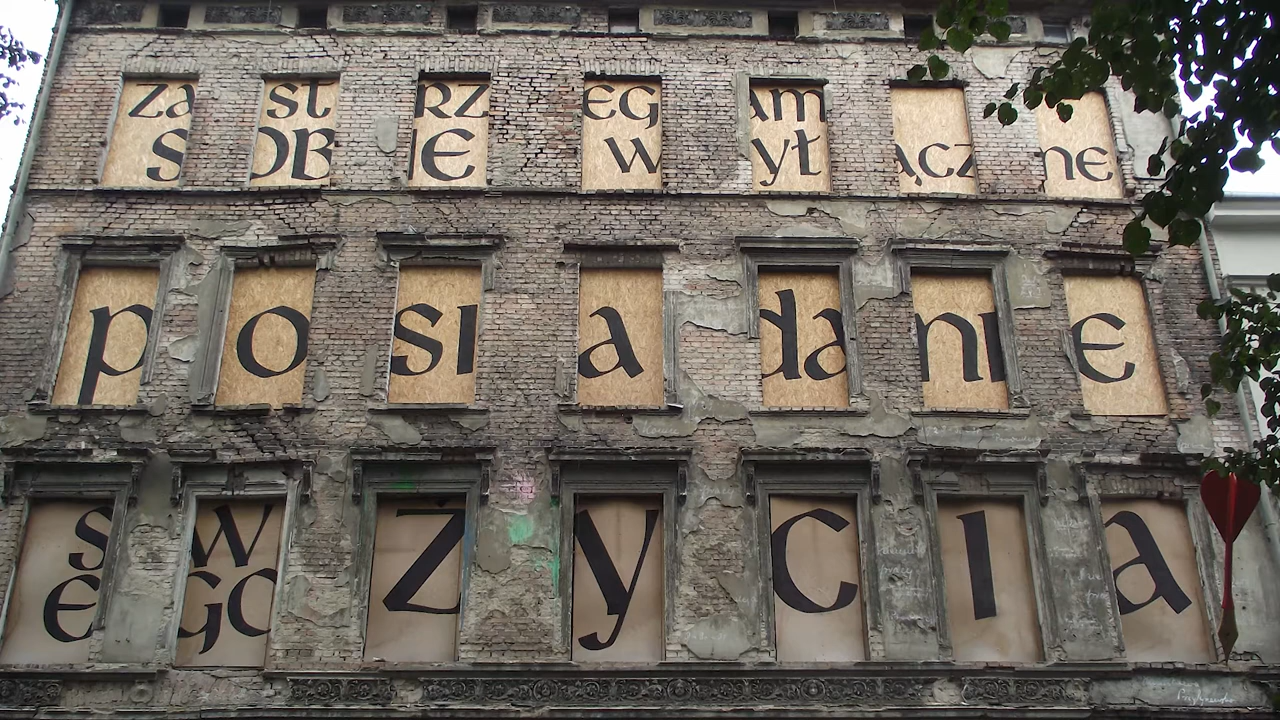 zastrzegam
sobie wyłączne
posiadanie
swego życia